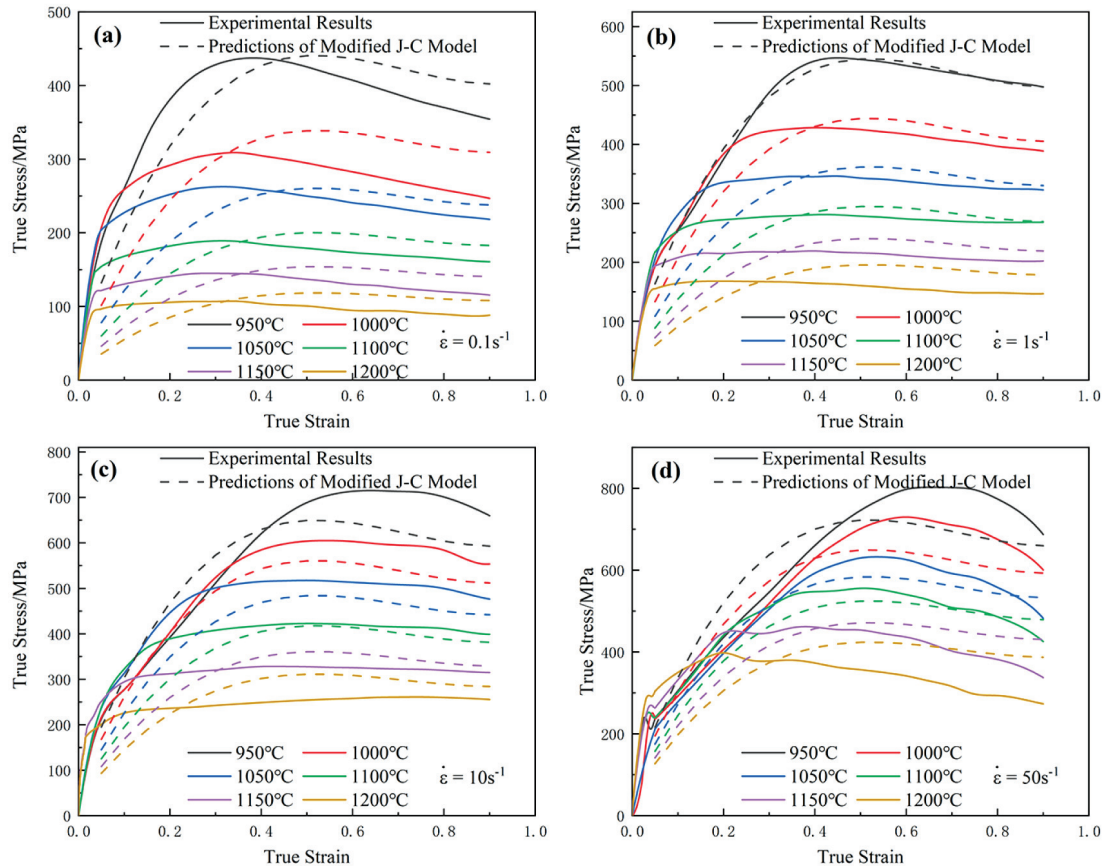 (a)
Experimental Results
Predictions of Modified J-C Model
True Stress/MPa
500
400
300
200
100
0
950℃ 1000℃
1050℃ 1100℃
1150℃ 1200℃
ε̇ = 0.1s⁻¹
0.0 0.2 0.4 0.6 0.8 1.0
True Strain
(b)
Experimental Results
Predictions of Modified J-C Model
True Stress/MPa
600
500
400
300
200
100
0
950℃ 1000℃
1050℃ 1100℃
1150℃ 1200℃
ε̇ = 1s⁻¹
0.0 0.2 0.4 0.6 0.8 1.0
True Strain
(c)
Experimental Results
Predictions of Modified J-C Model
True Stress/MPa
800
700
600
500
400
300
200
100
0
950℃ 1000℃
1050℃ 1100℃
1150℃ 1200℃
ε̇ = 10s⁻¹
0.0 0.2 0.4 0.6 0.8 1.0
True Strain
(d)
Experimental Results
Predictions of Modified J-C Model
True Stress/MPa
800
600
400
200
0
950℃ 1000℃
1050℃ 1100℃
1150℃ 1200℃
ε̇ = 50s⁻¹
0.0 0.2 0.4 0.6 0.8 1.0
True Strain